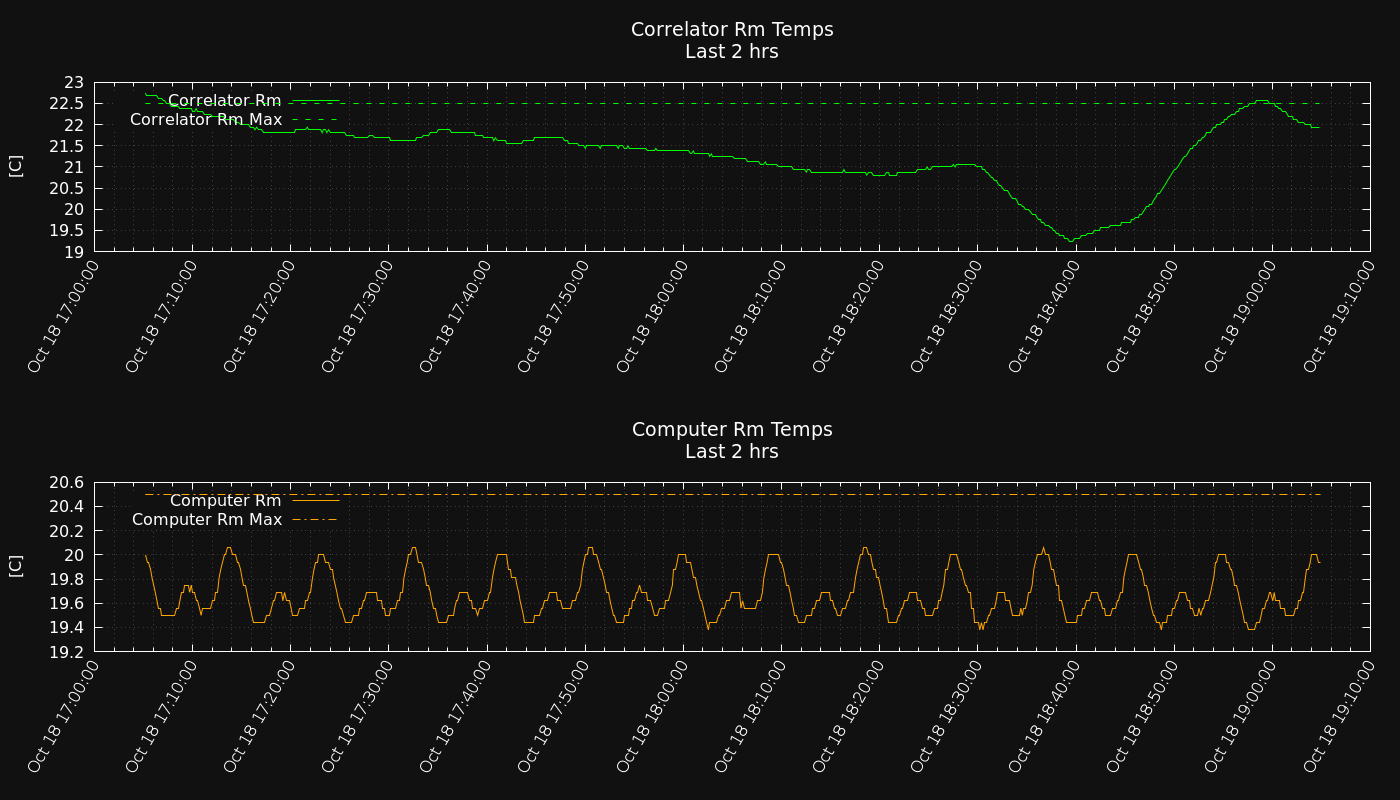 Correlator Rm Temps
Last 2 hrs
23
22.5
22
21.5
21
20.5
20
19.5
19
[C]
Correlator Rm
Correlator Rm Max
Oct 18 17:00:00
Oct 18 17:10:00
Oct 18 17:20:00
Oct 18 17:30:00
Oct 18 17:40:00
Oct 18 17:50:00
Oct 18 18:00:00
Oct 18 18:10:00
Oct 18 18:20:00
Oct 18 18:30:00
Oct 18 18:40:00
Oct 18 18:50:00
Oct 18 19:00:00
Oct 18 19:10:00
Computer Rm Temps
Last 2 hrs
20.6
20.4
20.2
20
19.8
19.6
19.4
19.2
[C]
Computer Rm
Computer Rm Max
Oct 18 17:00:00
Oct 18 17:10:00
Oct 18 17:20:00
Oct 18 17:30:00
Oct 18 17:40:00
Oct 18 17:50:00
Oct 18 18:00:00
Oct 18 18:10:00
Oct 18 18:20:00
Oct 18 18:30:00
Oct 18 18:40:00
Oct 18 18:50:00
Oct 18 19:00:00
Oct 18 19:10:00